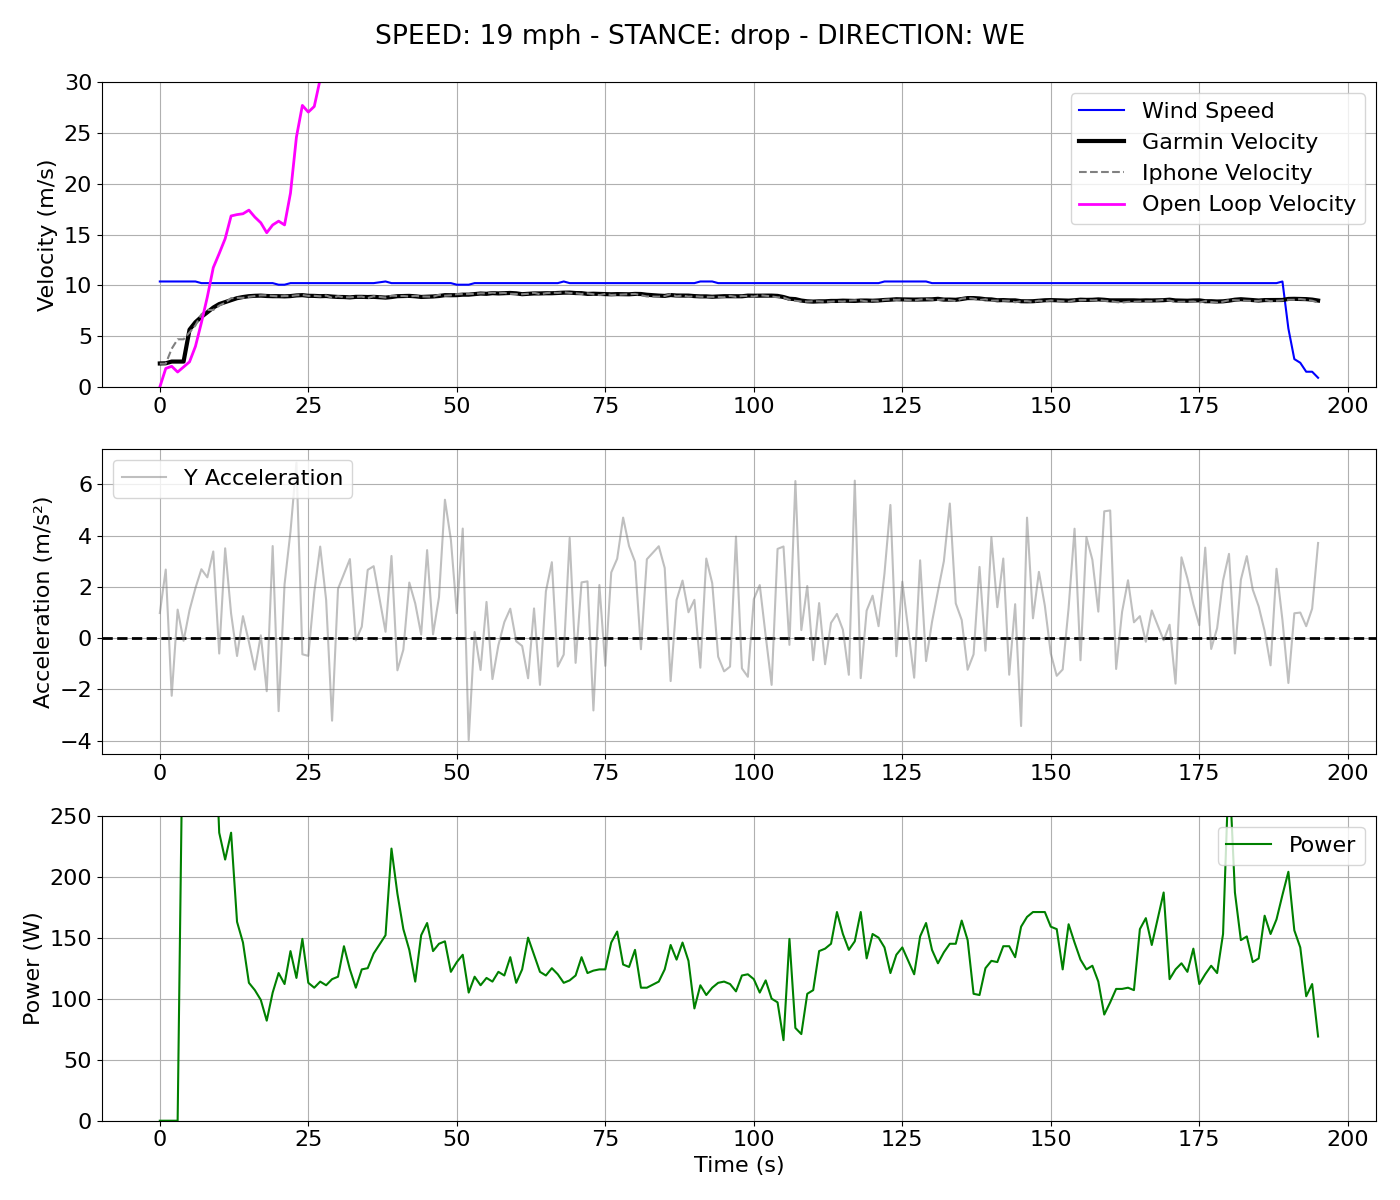 SPEED: 19 mph - STANCE: drop - DIRECTION: WE
Velocity (m/s)
30
25
20
15
10
5
0
Wind Speed
Garmin Velocity
Iphone Velocity
Open Loop Velocity
0 25 50 75 100 125 150 175 200
Acceleration (m/s²)
6
4
2
0
−2
−4
Y Acceleration
0 25 50 75 100 125 150 175 200
Power (W)
250
200
150
100
50
0
Power
0 25 50 75 100 125 150 175 200
Time (s)